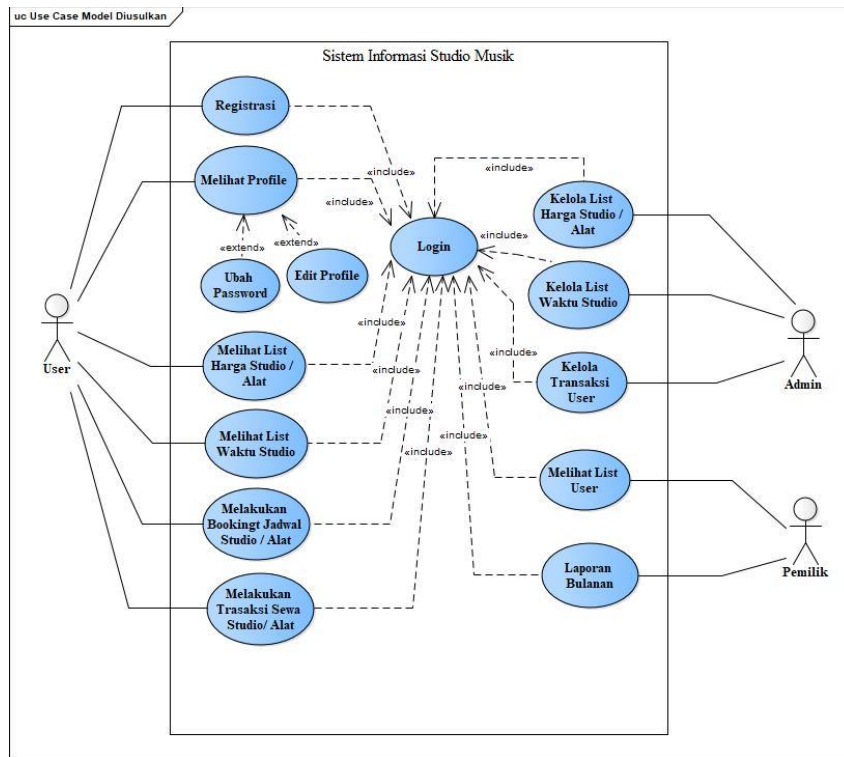 uc Use Case Model Diusulkan
Sistem Informasi Studio Musik
Registrasi
«include»
«include»
Melihat Profile
«include»
Kelola List
Harga Studio /
Alat
«extend»
«extend»
Login
«include»
Ubah
Password
Edit Profile
Kelola List
Waktu Studio
User
«include»
Admin
Melihat List
Harga Studio /
Alat
«include»
«include»
Kelola
Transaksi
User
Melihat List
Waktu Studio
«include»
«include»
«include»
«include»
«include»
Melihat List
User
Melakukan
Bookingt Jadwal
Studio / Alat
Pemilik
Laporan
Bulanan
Melakukan
Trasaksi Sewa
Studio/ Alat